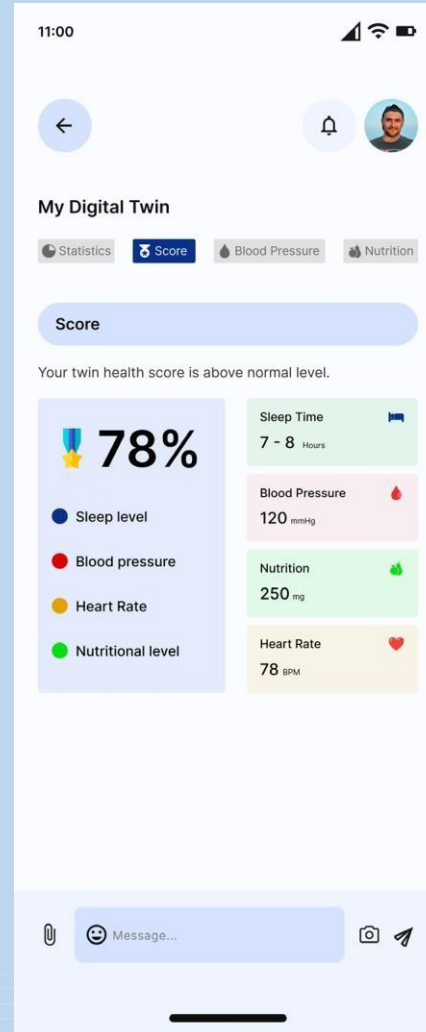 11:00
My Digital Twin
Statistics Score Blood Pressure Nutrition
Score
Your twin health score is above normal level.
78%
Sleep level
Blood pressure
Heart Rate
Nutritional level
Sleep Time
7 - 8 Hours
Blood Pressure
120 mmHg
Nutrition
250 mg
Heart Rate
78 BPM
Message...